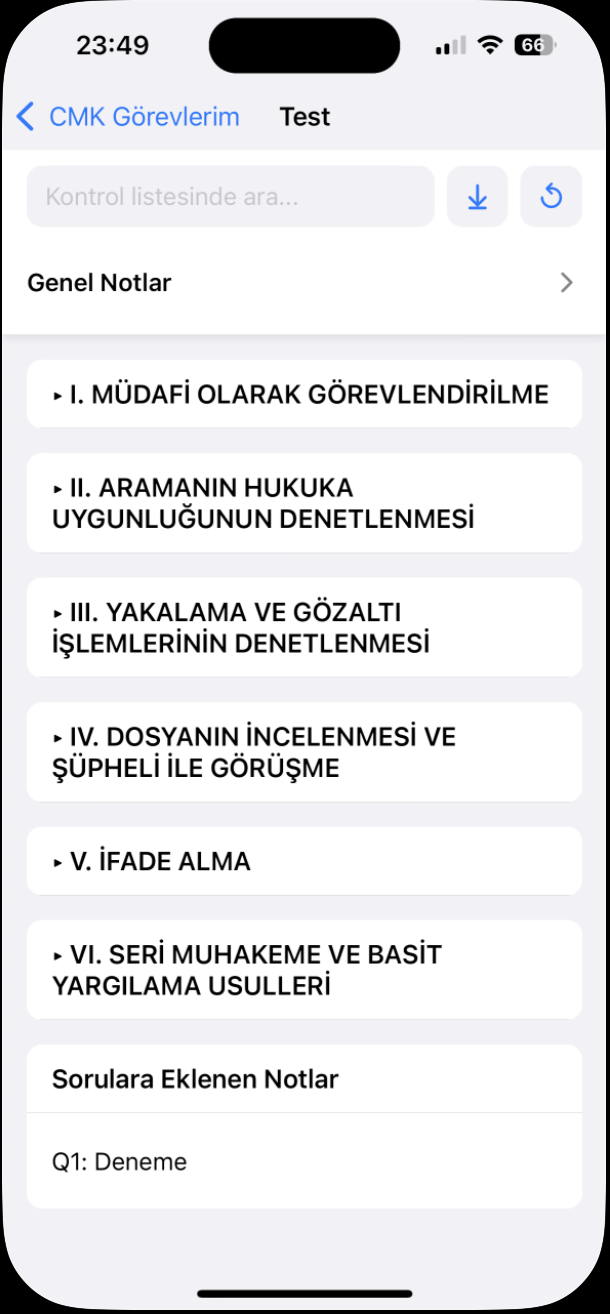 23:49
66
CMK Görevlerim Test
Kontrol listesinde ara...
Genel Notlar
▸ I. MÜDAFİ OLARAK GÖREVLENDİRİLME
▸ II. ARAMANIN HUKUKA
UYGUNLUĞUNUN DENETLENMESİ
▸ III. YAKALAMA VE GÖZALTI
İŞLEMLERİNİN DENETLENMESİ
▸ IV. DOSYANIN İNCELENMESİ VE
ŞÜPHELİ İLE GÖRÜŞME
▸ V. İFADE ALMA
▸ VI. SERİ MUHAKEME VE BASİT
YARGILAMA USULLERİ
Sorulara Eklenen Notlar
Q1: Deneme